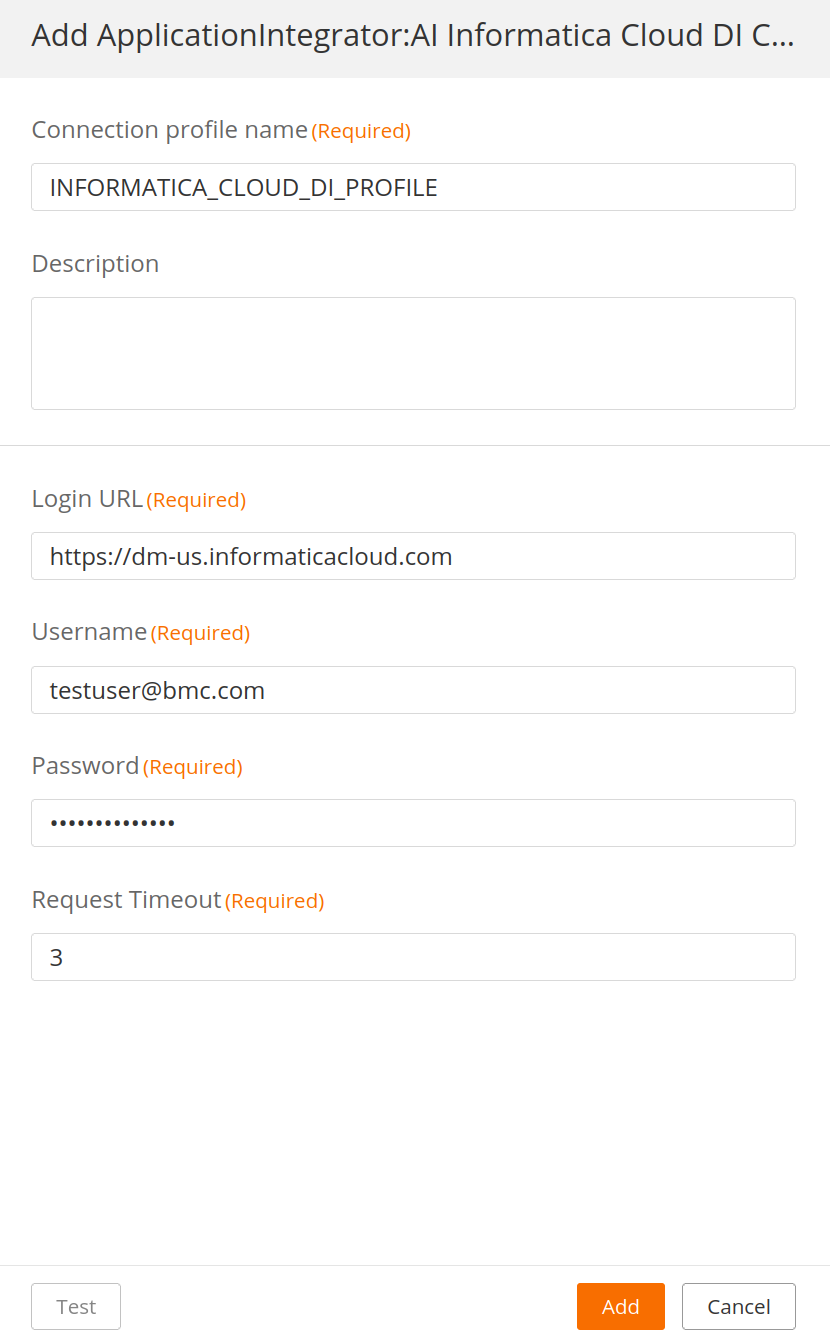 Add ApplicationIntegrator:AI Informatica Cloud DI C...
Connection profile name (Required)
INFORMATICA_CLOUD_DI_PROFILE
Description
Login URL (Required)
https://dm-us.informaticacloud.com
Username (Required)
testuser@bmc.com
Password (Required)
••••••••••••••
Request Timeout (Required)
3
Test Add Cancel